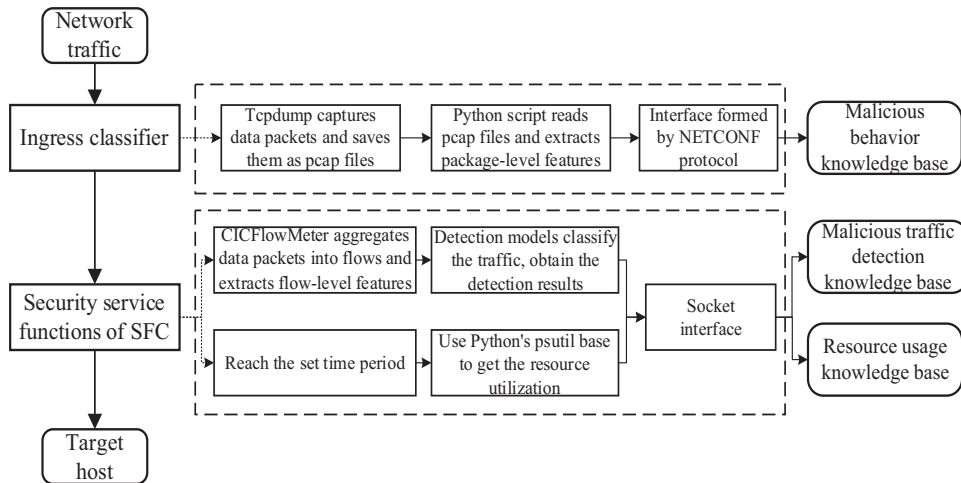 Network
traffic
Ingress classifier
Tcpdump captures
data packets and saves
them as pcap files
Python script reads
pcap files and extracts
package-level features
Interface formed
by NETCONF
protocol
Malicious
behavior
knowledge base
Security service
functions of SFC
CICFlowMeter aggregates
data packets into flows and
extracts flow-level features
Detection models classify
the traffic, obtain the
detection results
Reach the set time period
Use Python's psutil base
to get the resource
utilization
Socket
interface
Malicious traffic
detection
knowledge base
Resource usage
knowledge base
Target
host